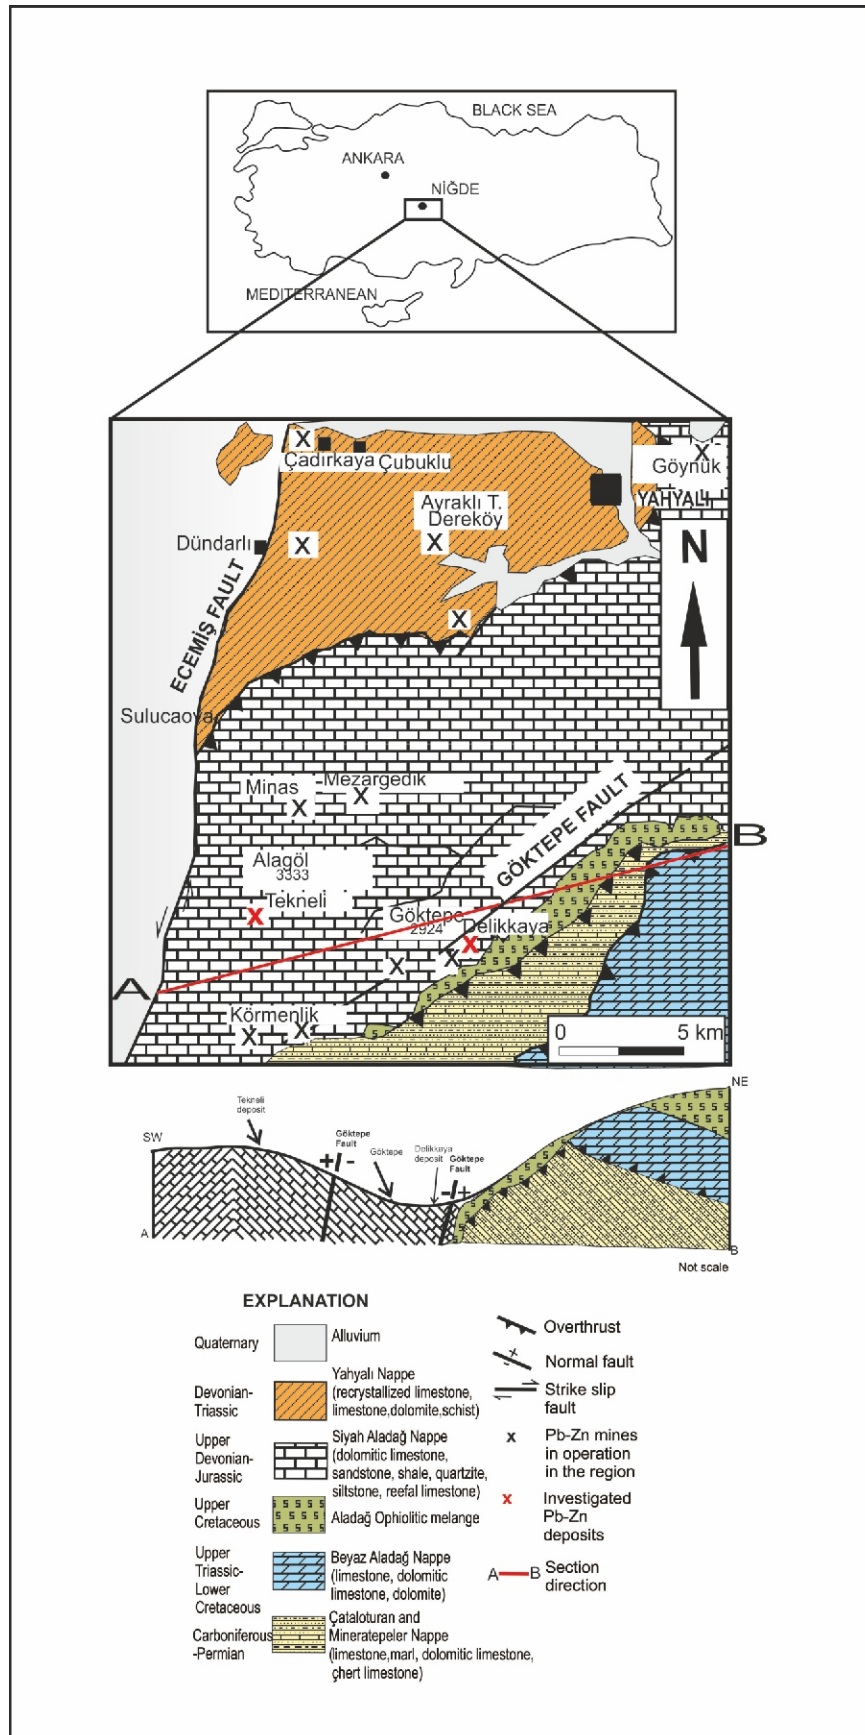 BLACK SEA
ANKARA
NİĞDE
MEDITERRANEAN
Çadırkaya Çubuklu
Göynük
Ayraklı T.
Dereköy
YAHYALI
Dündarlı
N
ECEMİŞ FAULT
Sulucaova
Minas
Mezargedik
GÖKTEPE FAULT
B
Alagöl
3333
Tekneli
Göktepe
2924
Delikkaya
A
Körmenlik
0 5 km
NE
Tekneli
deposit
SW
Göktepe
Fault
Göktepe
Delikkaya
deposit
Göktepe
Fault
+/-
-/+
A
B
Not scale
EXPLANATION
Quaternary
Alluvium
Devonian-
Triassic
Yahyalı Nappe
(recrystallized limestone,
limestone,dolomite,schist)
Upper
Devonian-
Jurassic
Siyah Aladağ Nappe
(dolomitic limestone,
sandstone, shale, quartzite,
siltstone, reefal limestone)
Upper
Cretaceous
Aladağ Ophiolitic melange
Upper
Triassic-
Lower
Cretaceous
Beyaz Aladağ Nappe
(limestone, dolomitic
limestone, dolomite)
Carboniferous
-Permian
Çataloturan and
Mineratepeler Nappe
(limestone,marl, dolomitic limestone,
çhert limestone)
Overthrust
Normal fault
Strike slip
fault
x Pb-Zn mines
in operation
in the region
x Investigated
Pb-Zn
deposits
A B Section
direction